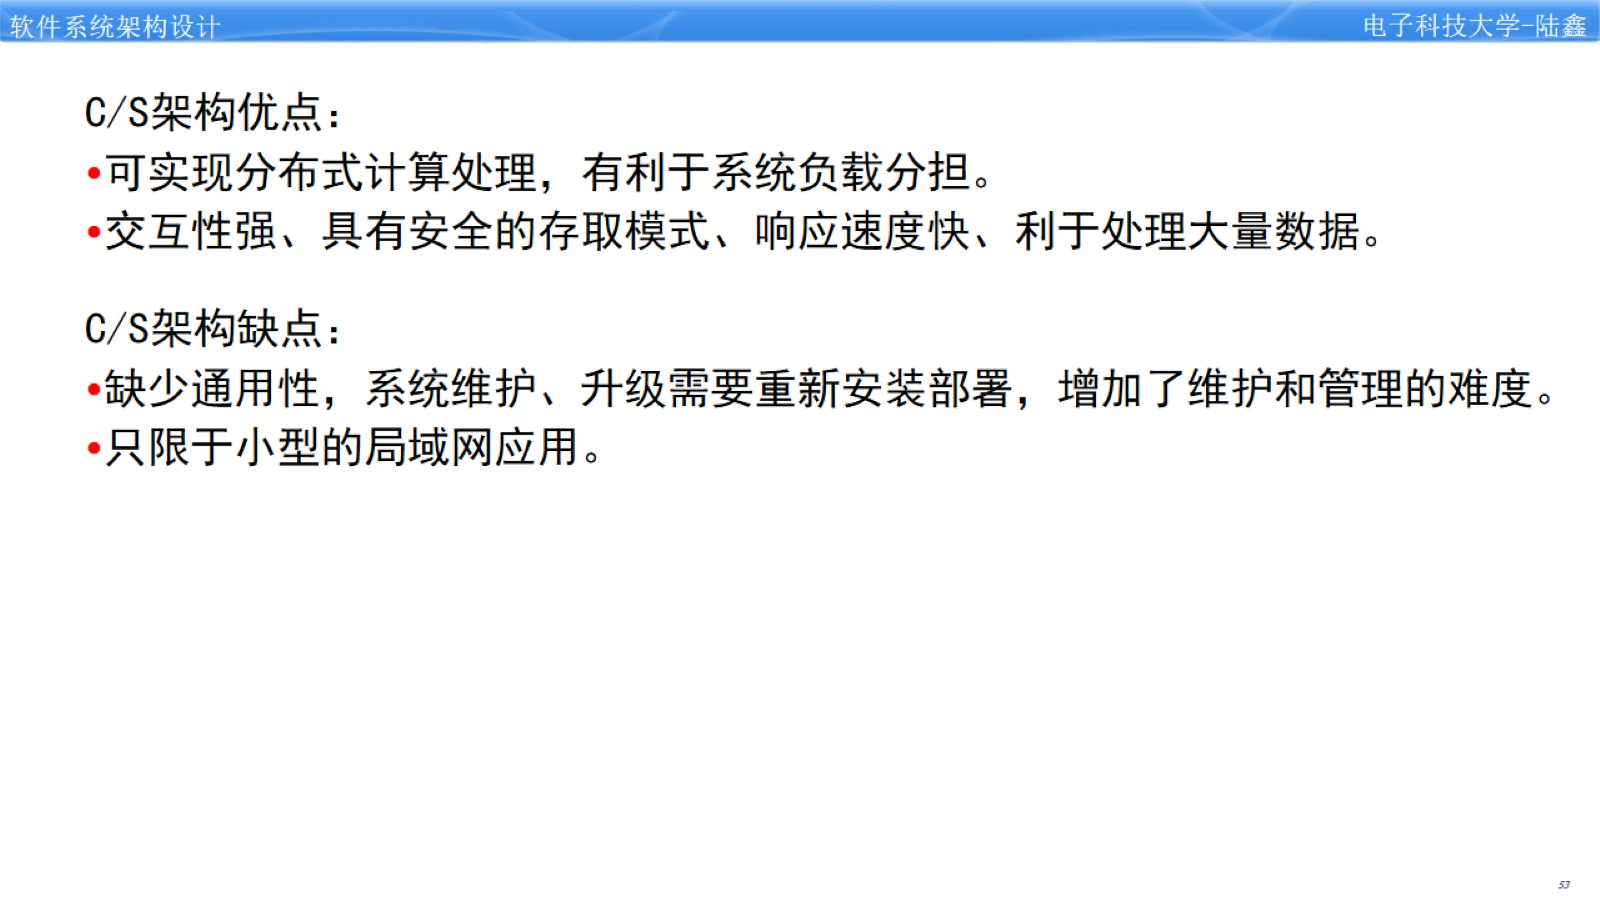 软件系统架构设计
电子科技大学-陆鑫
C/S架构优点：
•可实现分布式计算处理，有利于系统负载分担。
•交互性强、具有安全的存取模式、响应速度快、利于处理大量数据。
C/S架构缺点：
•缺少通用性，系统维护、升级需要重新安装部署，增加了维护和管理的难度。
•只限于小型的局域网应用。
53